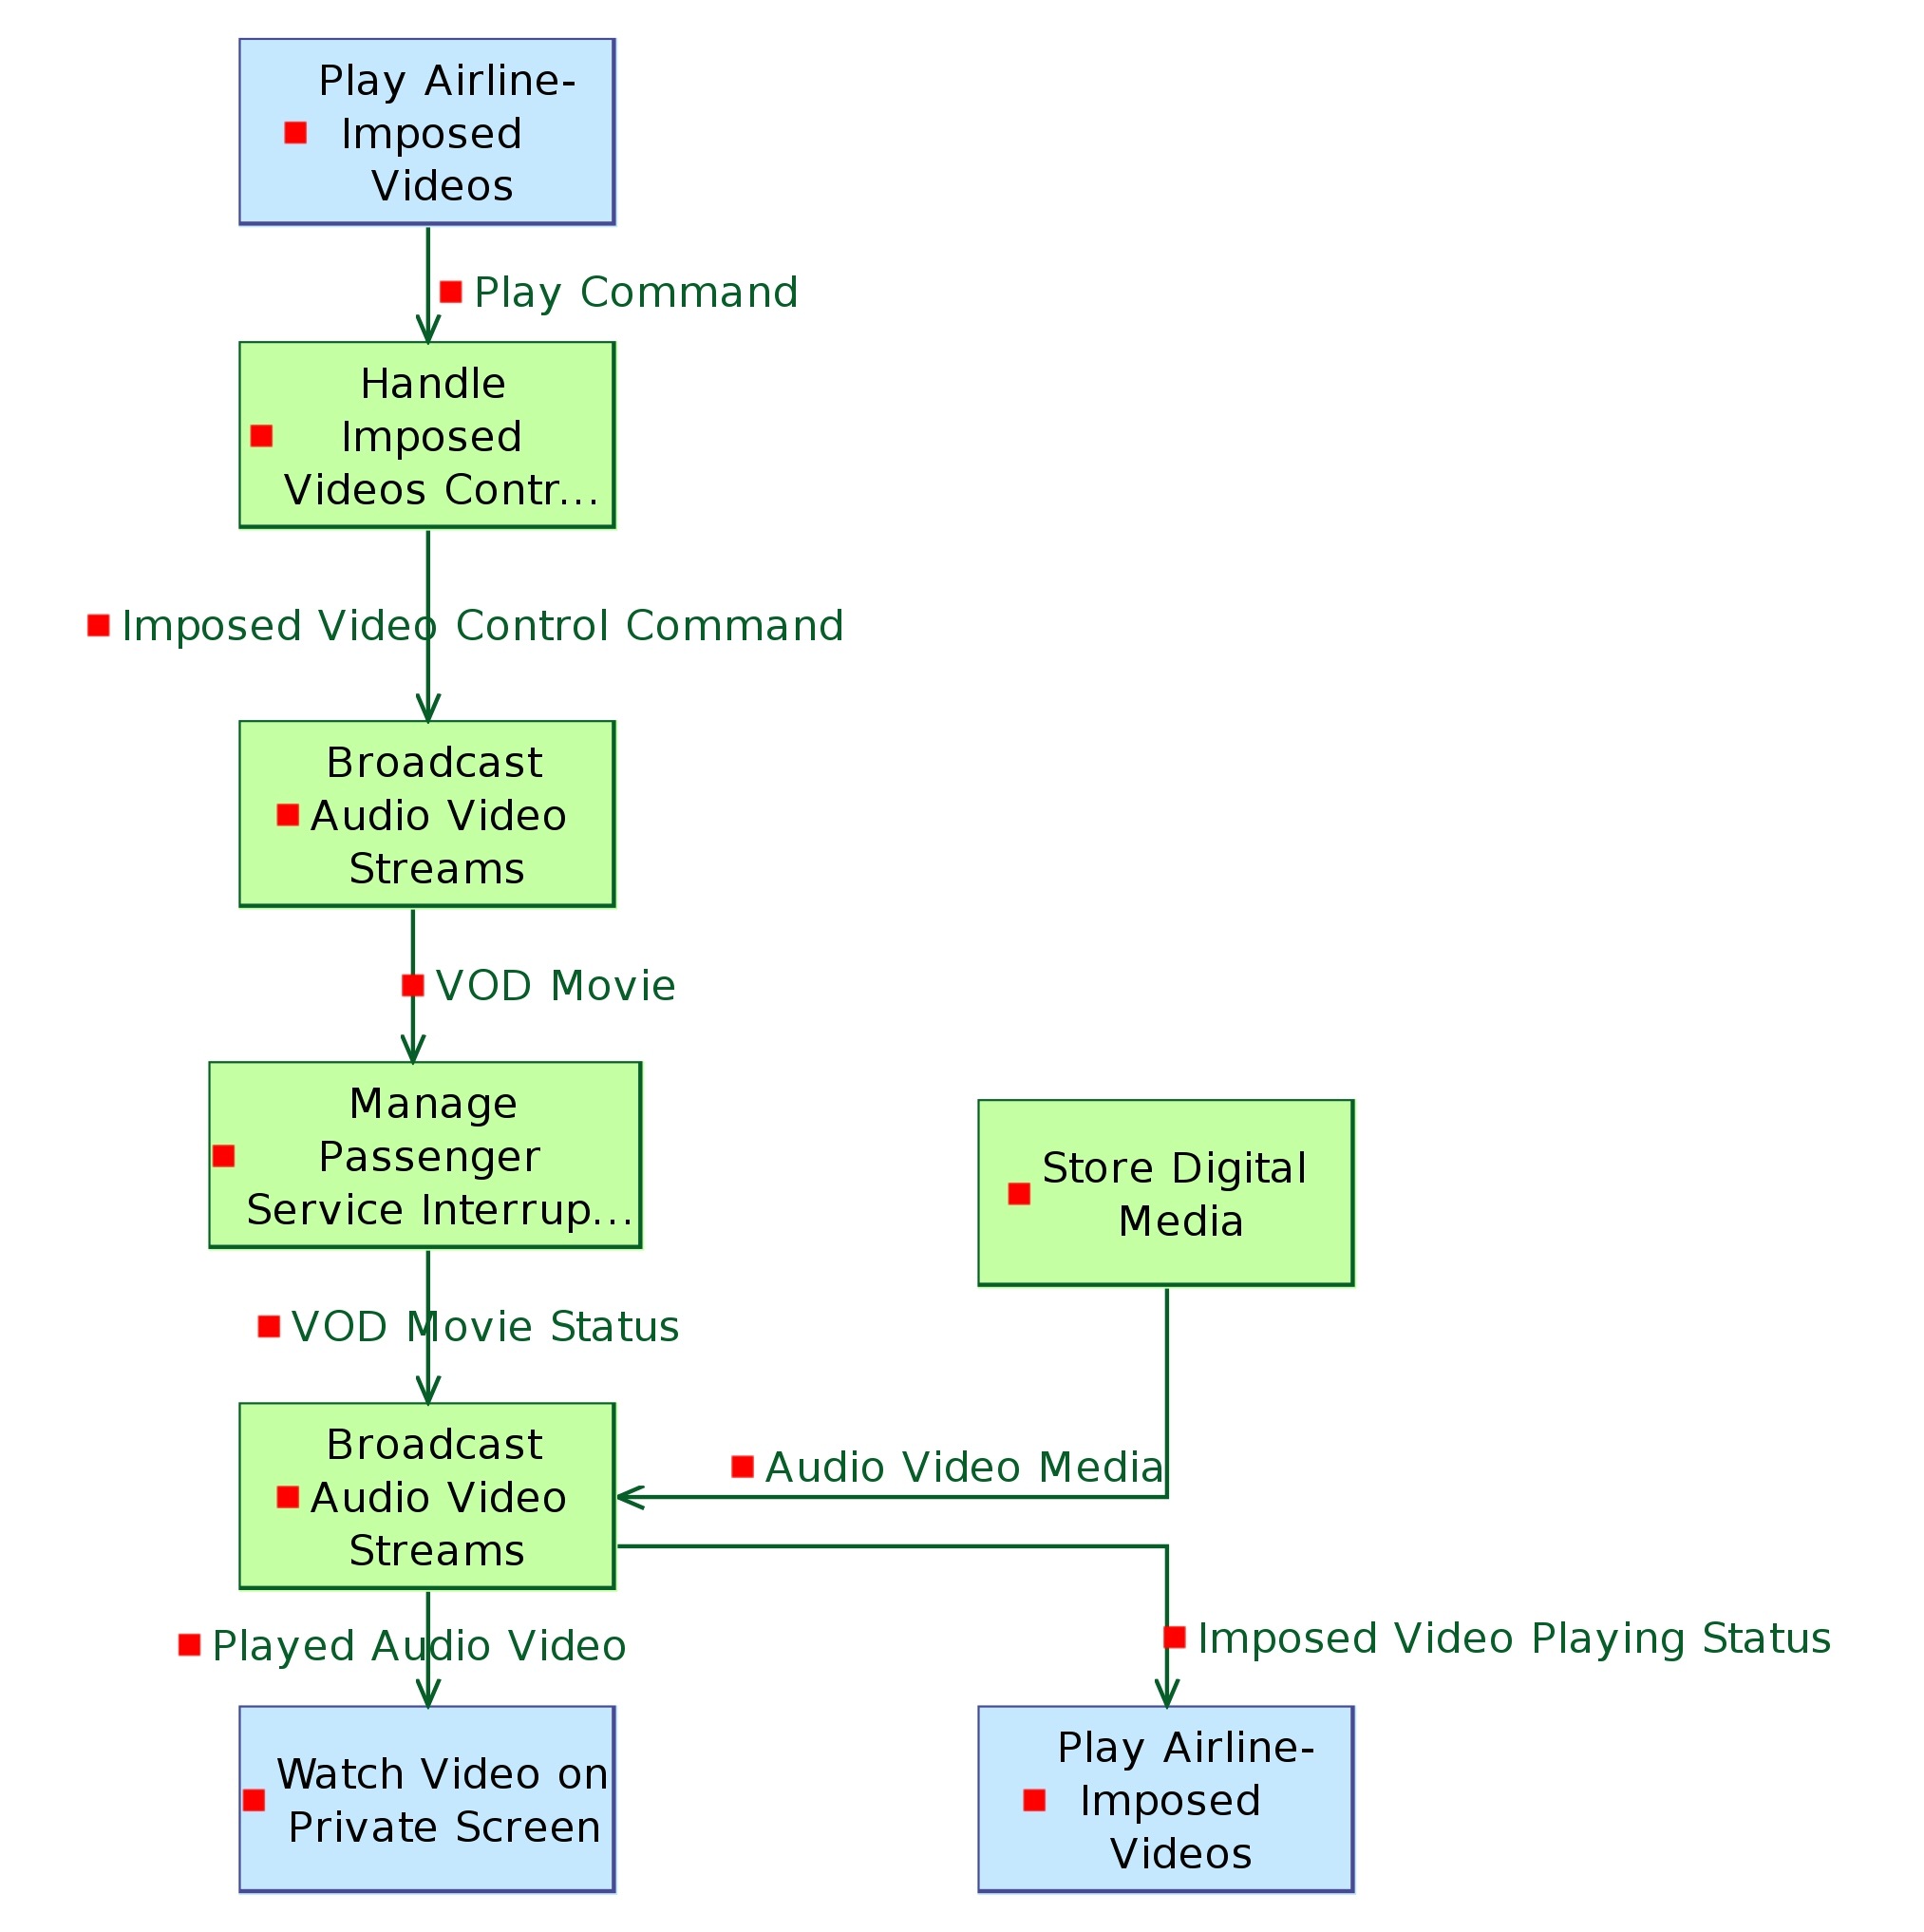 Play Airline-
Imposed
Videos
Play Command
Handle
Imposed
Videos Contr...
Imposed Video Control Command
Broadcast
Audio Video
Streams
VOD Movie
Manage
Passenger
Service Interrup...
Store Digital
Media
VOD Movie Status
Broadcast
Audio Video
Streams
Audio Video Media
Played Audio Video
Imposed Video Playing Status
Watch Video on
Private Screen
Play Airline-
Imposed
Videos